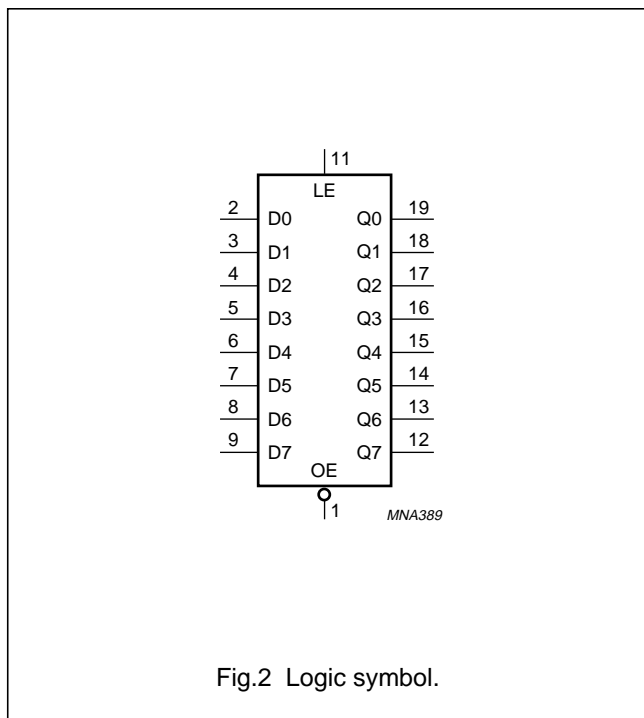 11
LE
2 D0 Q0 19
3 D1 Q1 18
4 D2 Q2 17
5 D3 Q3 16
6 D4 Q4 15
7 D5 Q5 14
8 D6 Q6 13
9 D7 Q7 12
OE
1
MNA389
Fig.2 Logic symbol.